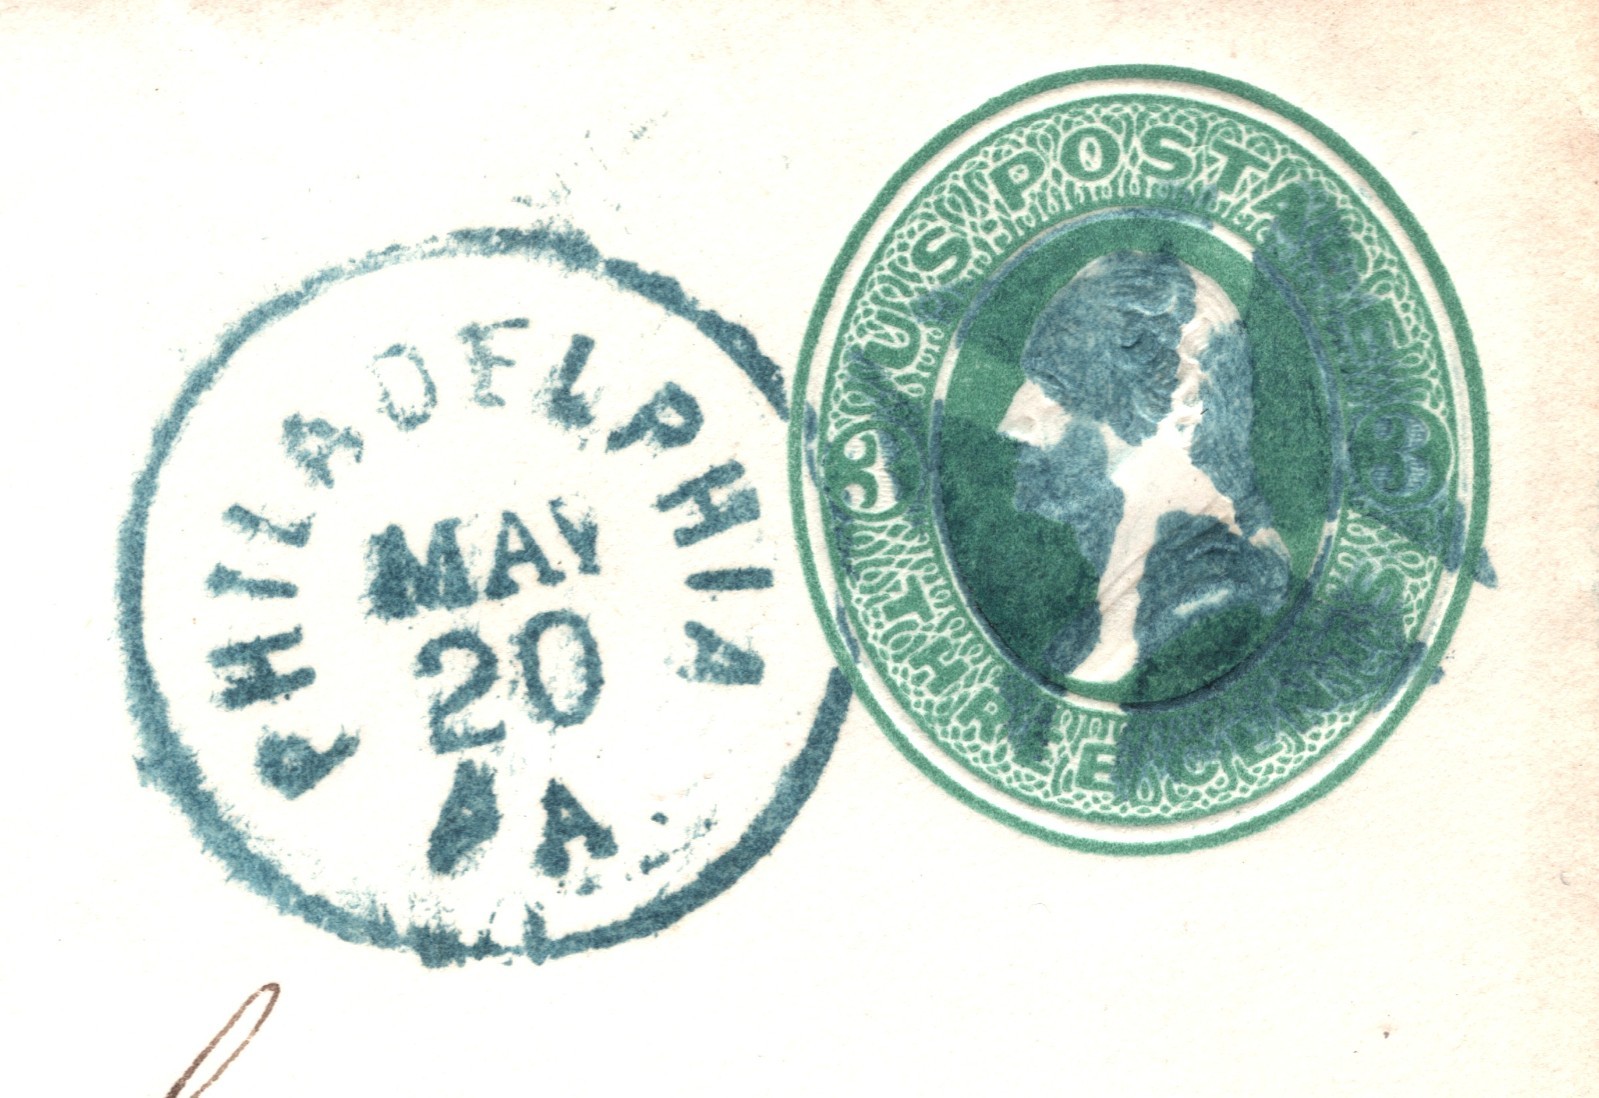 PHILADELPHIA
MAY
20
PA.
U.S. POSTAGE
3 3
THREE CENTS